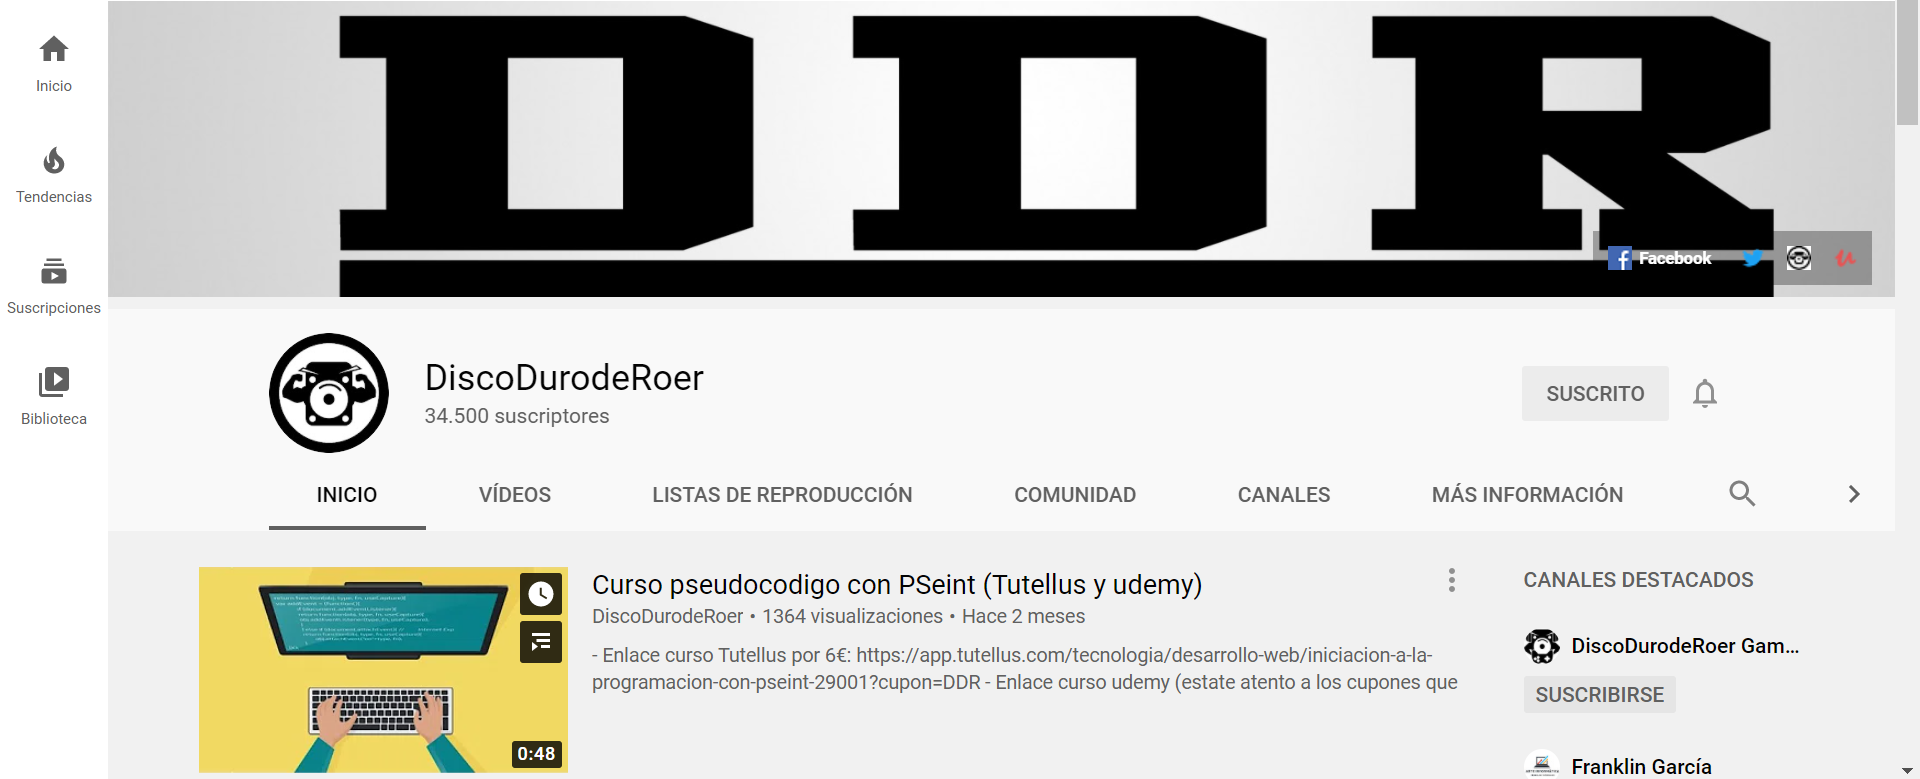 Inicio
Tendencias
Suscripciones
Biblioteca
DDR
Facebook
DiscoDurodeRoer
34.500 suscriptores
SUSCRITO
INICIO
VÍDEOS
LISTAS DE REPRODUCCIÓN
COMUNIDAD
CANALES
MÁS INFORMACIÓN
0:48
Curso pseudocodigo con PSeint (Tutellus y udemy)
DiscoDurodeRoer • 1364 visualizaciones • Hace 2 meses
- Enlace curso Tutellus por 6€: https://app.tutellus.com/tecnologia/desarrollo-web/iniciacion-a-la-
programacion-con-pseint-29001?cupon=DDR - Enlace curso udemy (estate atento a los cupones que
CANALES DESTACADOS
DiscoDurodeRoer Gam...
SUSCRIBIRSE
Franklin García